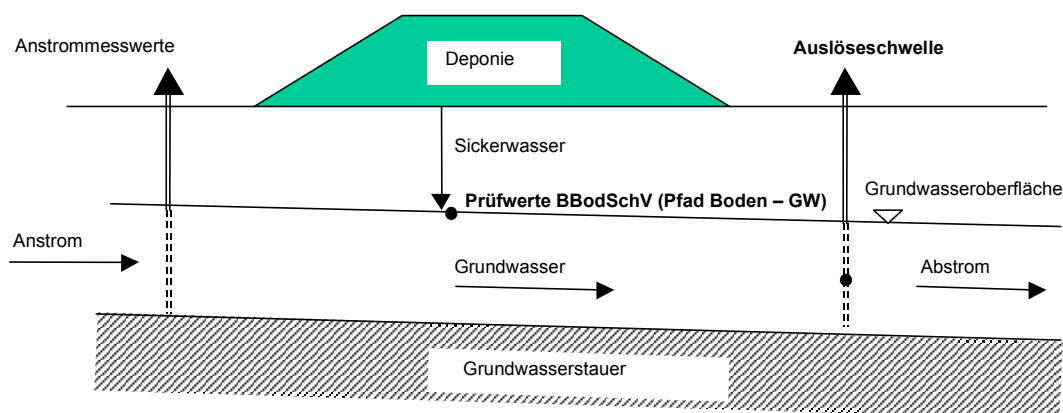 Anstrommesswerte
Deponie
Auslöseschwelle
Sickerwasser
Prüfwerte BBodSchV (Pfad Boden – GW)
Grundwasseroberfläche
Anstrom
Grundwasser
Abstrom
Grundwasserstauer